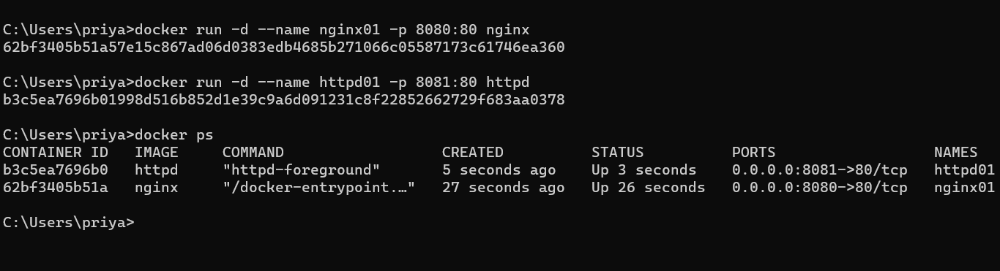 C:\Users\priya>docker run -d --name nginx01 -p 8080:80 nginx
62bf3405b51a57e15c867ad06d0383edb4685b271066c05587173c61746ea360
C:\Users\priya>docker run -d --name httpd01 -p 8081:80 httpd
b3c5ea7696b01998d516b852d1e39c9a6d091231c8f22852662729f683aa0378
C:\Users\priya>docker ps
CONTAINER ID   IMAGE     COMMAND                  CREATED          STATUS          PORTS                  NAMES
b3c5ea7696b0   httpd     "httpd-foreground"       5 seconds ago    Up 3 seconds    0.0.0.0:8081->80/tcp   httpd01
62bf3405b51a   nginx     "/docker-entrypoint.…"   27 seconds ago   Up 26 seconds   0.0.0.0:8080->80/tcp   nginx01
C:\Users\priya>